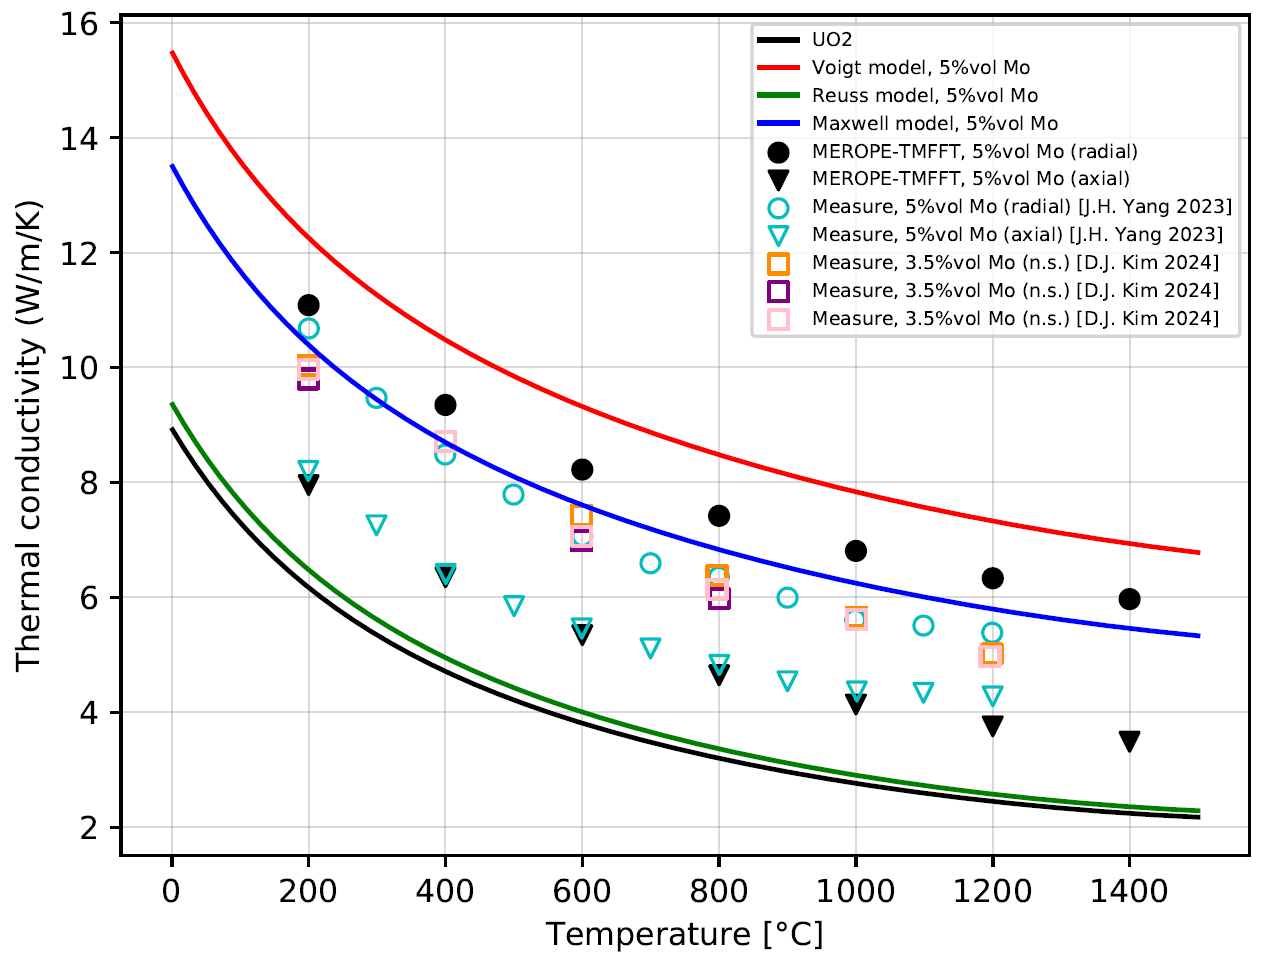 16
14
12
10
8
6
4
2
Thermal conductivity (W/m/K)
UO2
Voigt model, 5%vol Mo
Reuss model, 5%vol Mo
Maxwell model, 5%vol Mo
MEROPE-TMFFT, 5%vol Mo (radial)
MEROPE-TMFFT, 5%vol Mo (axial)
Measure, 5%vol Mo (radial) [J.H. Yang 2023]
Measure, 5%vol Mo (axial) [J.H. Yang 2023]
Measure, 3.5%vol Mo (n.s.) [D.J. Kim 2024]
Measure, 3.5%vol Mo (n.s.) [D.J. Kim 2024]
Measure, 3.5%vol Mo (n.s.) [D.J. Kim 2024]
0 200 400 600 800 1000 1200 1400
Temperature [°C]